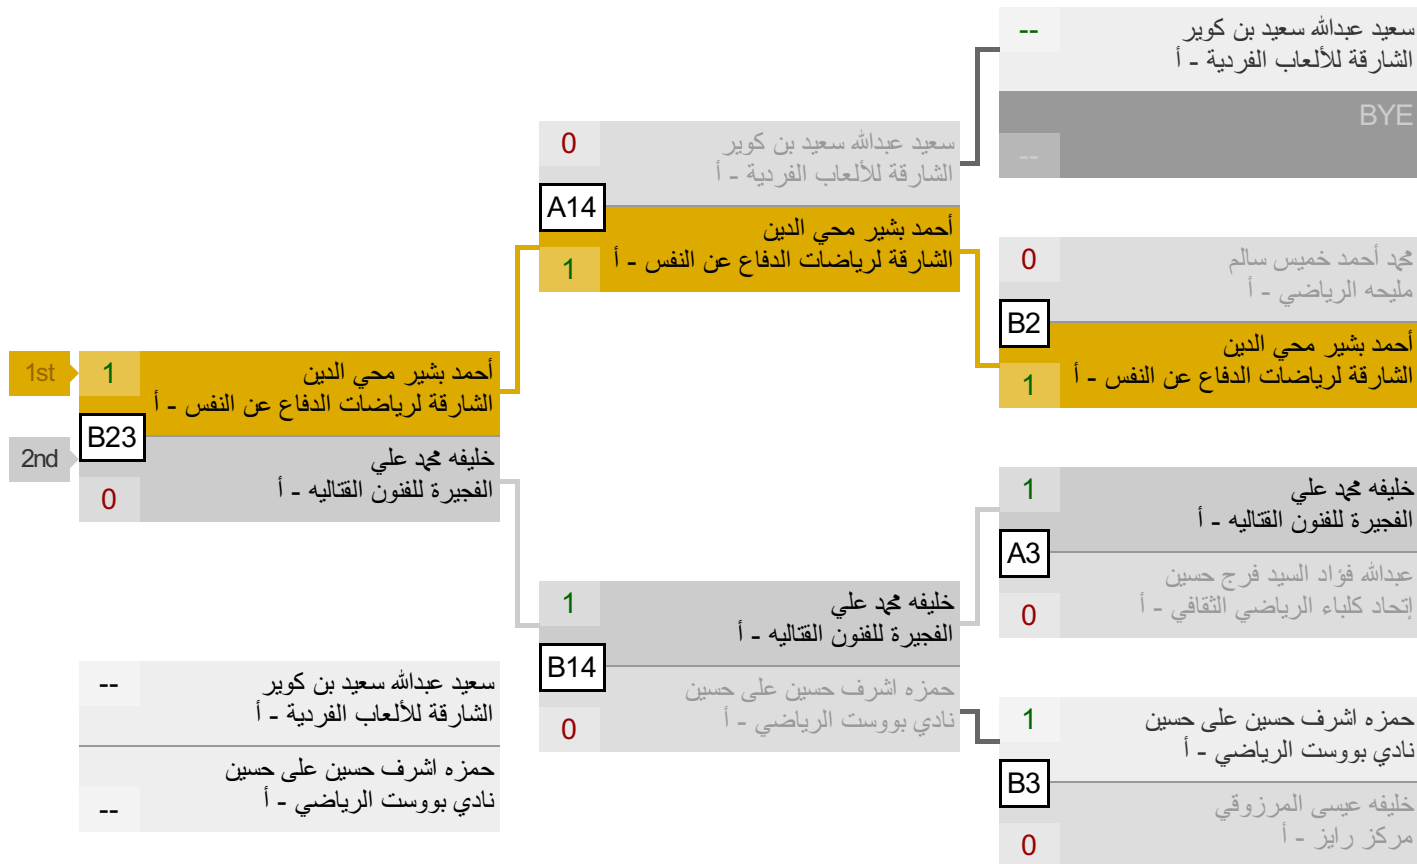 سعيد عبدالله سعيد بن كوير
الشارقة للألعاب الفردية - أ
--
BYE
--
محمد أحمد خميس سالم
مليحه الرياضي - أ
0
B2
أحمد بشير محي الدين
الشارقة لرياضات الدفاع عن النفس - أ
1
خليفه محمد علي
الفجيرة للفنون القتاليه - أ
1
A3
عبدالله فؤاد السيد فرج حسين
إتحاد كلباء الرياضي الثقافي - أ
0
حمزه اشرف حسين على حسين
نادي بووست الرياضي - أ
1
B3
خليفه عيسى المرزوقي
مركز رايز - أ
0
سعيد عبدالله سعيد بن كوير
الشارقة للألعاب الفردية - أ
0
A14
أحمد بشير محي الدين
الشارقة لرياضات الدفاع عن النفس - أ
1
خليفه محمد علي
الفجيرة للفنون القتاليه - أ
1
B14
حمزه اشرف حسين على حسين
نادي بووست الرياضي - أ
0
أحمد بشير محي الدين
الشارقة لرياضات الدفاع عن النفس - أ
1
1st
B23
خليفه محمد علي
الفجيرة للفنون القتاليه - أ
0
2nd
سعيد عبدالله سعيد بن كوير
الشارقة للألعاب الفردية - أ
--
حمزه اشرف حسين على حسين
نادي بووست الرياضي - أ
--